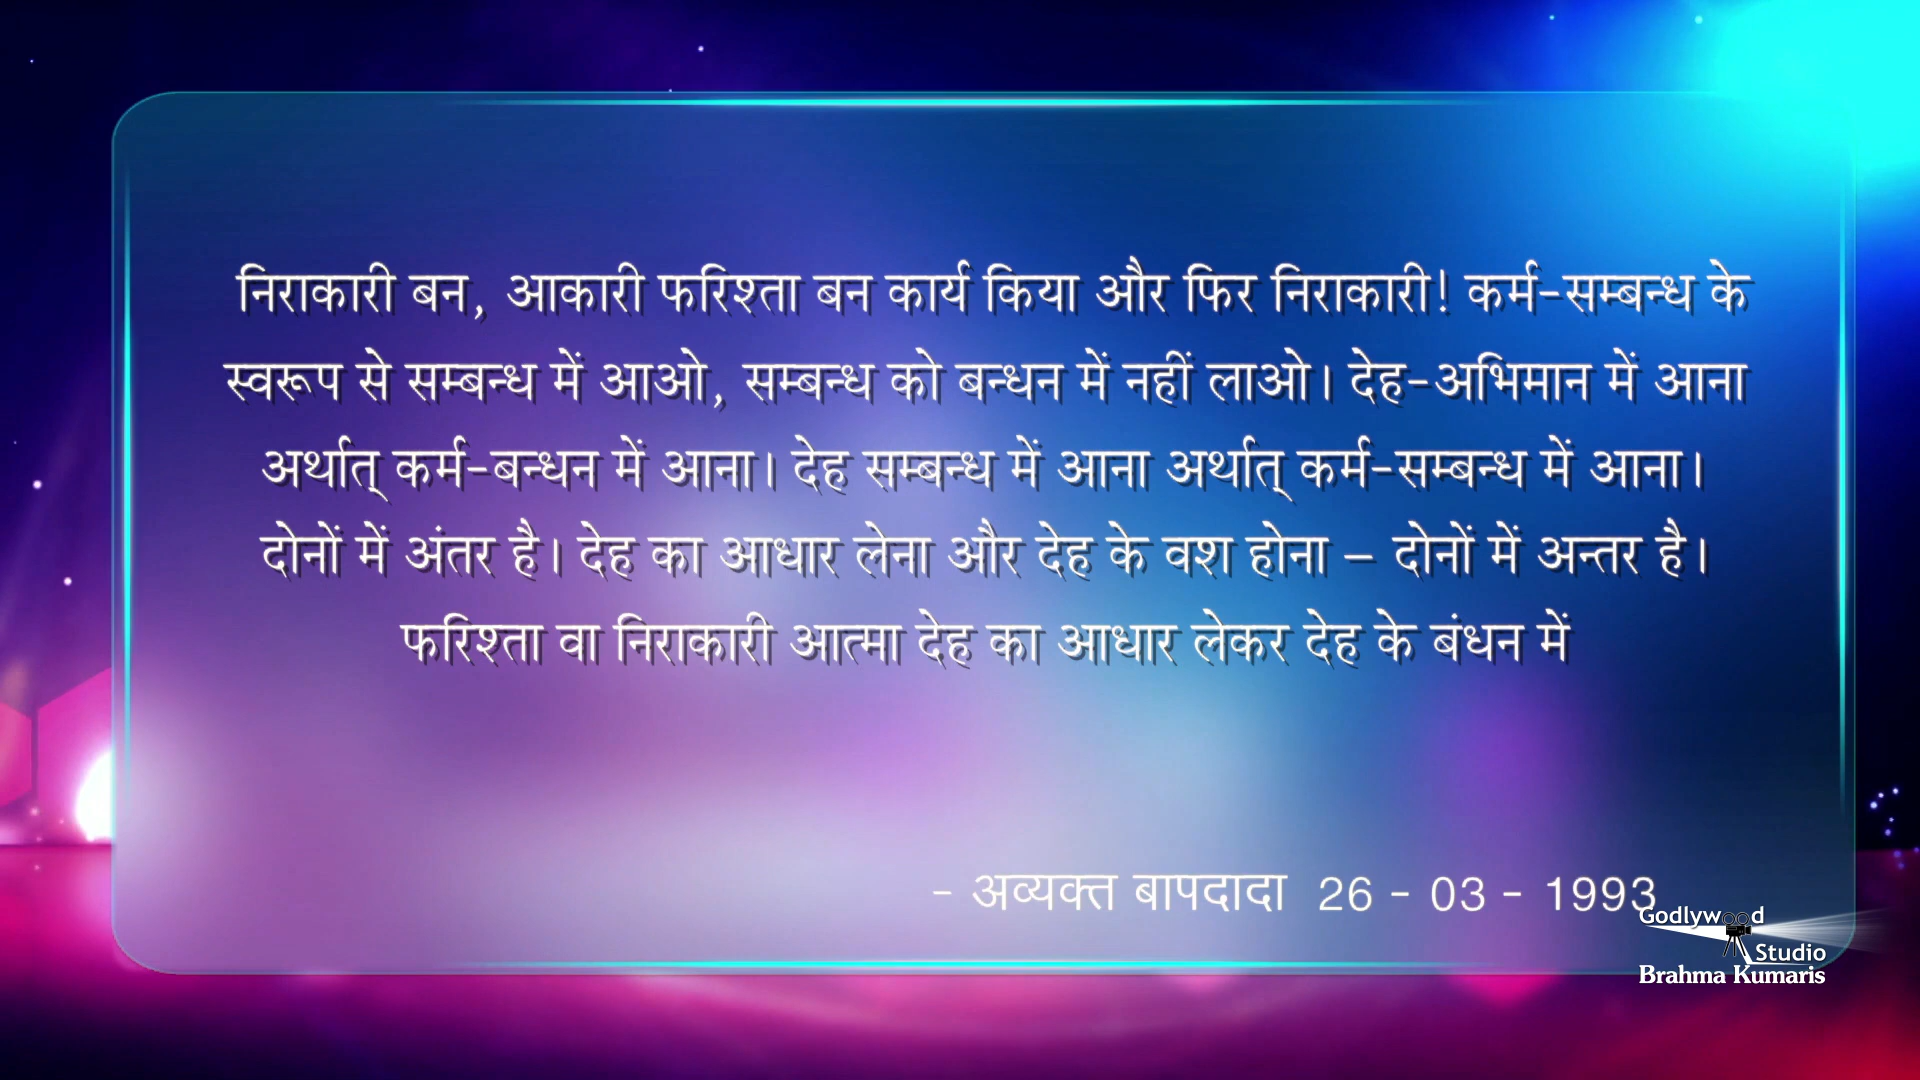 निराकारी बन, आकारी फरिश्ता बन कार्य किया और फिर निराकारी! कर्म-सम्बन्ध के
स्वरूप से सम्बन्ध में आओ, सम्बन्ध को बन्धन में नहीं लाओ। देह-अभिमान में आना
अर्थात् कर्म-बन्धन में आना। देह सम्बन्ध में आना अर्थात् कर्म-सम्बन्ध में आना।
दोनों में अंतर है। देह का आधार लेना और देह के वश होना – दोनों में अन्तर है।
फरिश्ता वा निराकारी आत्मा देह का आधार लेकर देह के बंधन में
- अव्यक्त बापदादा 26 - 03 - 1993
Godlywood
Studio
Brahma Kumaris